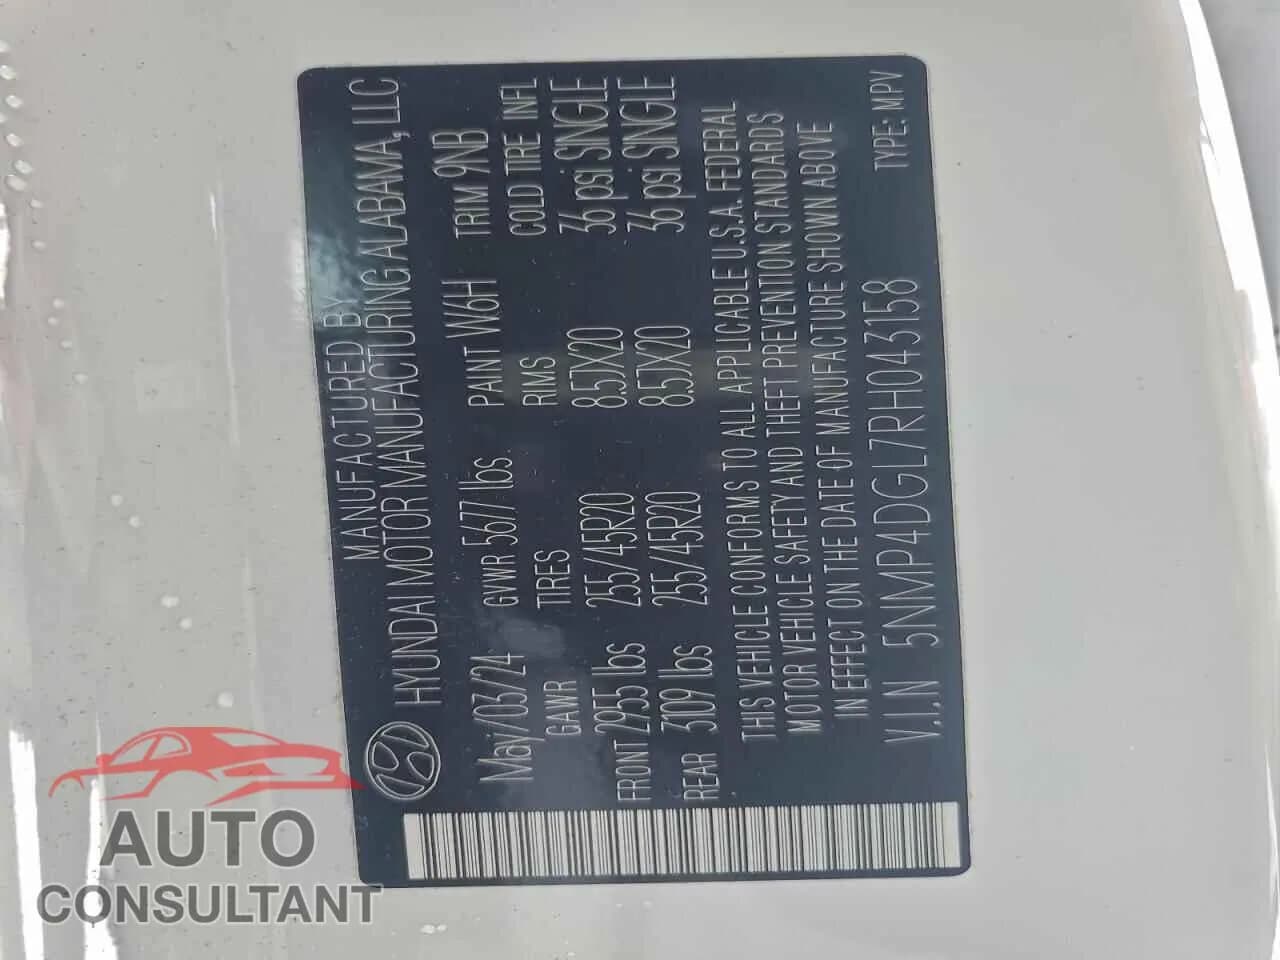 MANUFACTURED BY
HYUNDAI MOTOR MANUFACTURING ALABAMA, LLC
May/03/24 GVWR 5677 lbs PAINT W6H TRIM 9NB
GAWR TIRES RIMS COLD TIRE INFL
FRONT 2955 lbs 255/45R20 8.5JX20 36 psi SINGLE
REAR 3109 lbs 255/45R20 8.5JX20 36 psi SINGLE
THIS VEHICLE CONFORMS TO ALL APPLICABLE U.S.A. FEDERAL
MOTOR VEHICLE SAFETY AND THEFT PREVENTION STANDARDS
IN EFFECT ON THE DATE OF MANUFACTURE SHOWN ABOVE
V.I.N 5NMP4DGL7RH043158 TYPE: MPV
AUTO
CONSULTANT